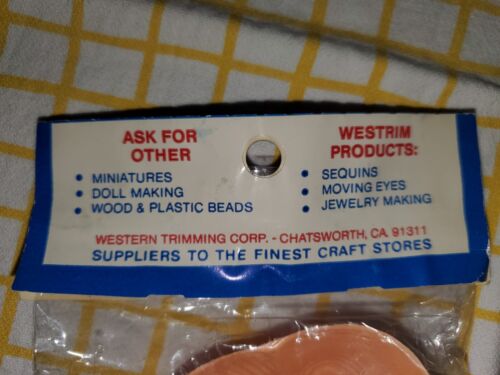 ASK FOR OTHER WESTRIM PRODUCTS:
• MINIATURES
• DOLL MAKING
• WOOD & PLASTIC BEADS
• SEQUINS
• MOVING EYES
• JEWELRY MAKING
WESTERN TRIMMING CORP. - CHATSWORTH, CA. 91311
SUPPLIERS TO THE FINEST CRAFT STORES